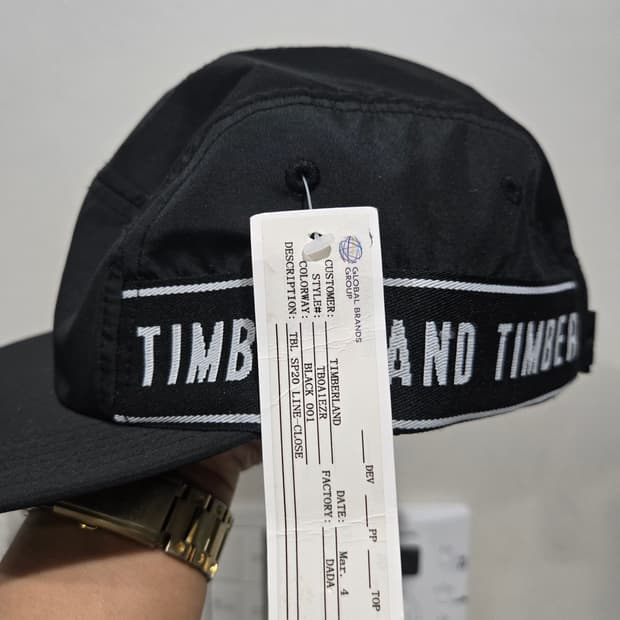 TIMB
AND TIMBER
GLOBAL BRANDS
GROUP
DEV PP TOP
CUSTOMER: TIMBERLAND DATE: Mar. 4
STYLE#: TB0A1EZR FACTORY: DADA
COLORWAY: BLACK 001
DESCRIPTION: TBL SP20 LINE-CLOSE